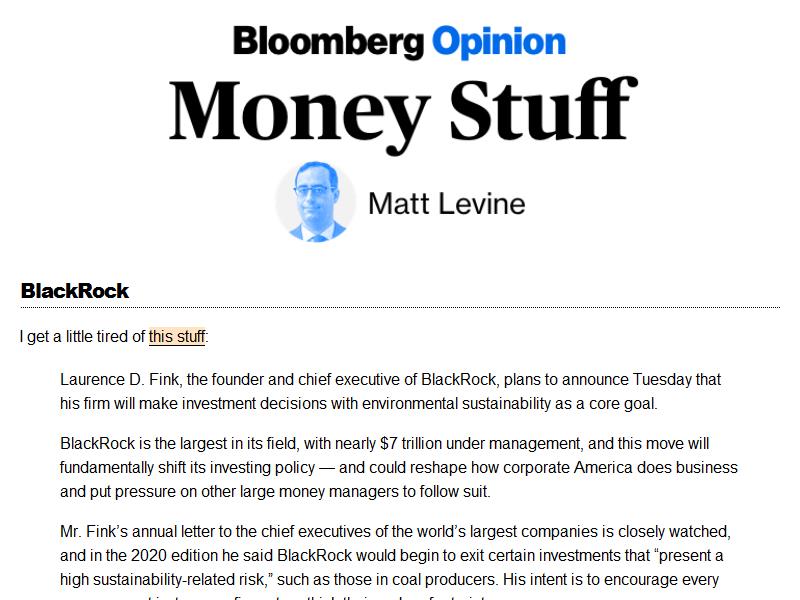 Bloomberg Opinion
Money Stuff
Matt Levine
BlackRock
I get a little tired of this stuff:
Laurence D. Fink, the founder and chief executive of BlackRock, plans to announce Tuesday that
his firm will make investment decisions with environmental sustainability as a core goal.
BlackRock is the largest in its field, with nearly $7 trillion under management, and this move will
fundamentally shift its investing policy — and could reshape how corporate America does business
and put pressure on other large money managers to follow suit.
Mr. Fink’s annual letter to the chief executives of the world’s largest companies is closely watched,
and in the 2020 edition he said BlackRock would begin to exit certain investments that “present a
high sustainability-related risk,” such as those in coal producers. His intent is to encourage every